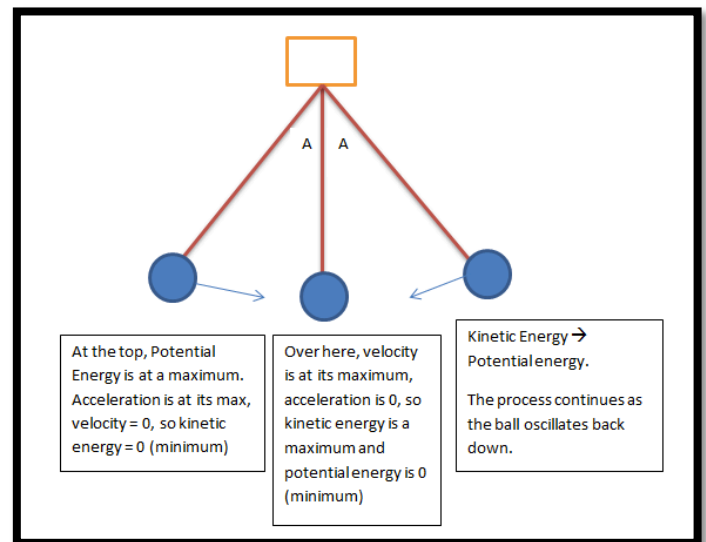 A A
At the top, Potential
Energy is at a maximum.
Acceleration is at its max,
velocity = 0, so kinetic
energy = 0 (minimum)
Over here, velocity
is at its maximum,
acceleration is 0, so
kinetic energy is a
maximum and
potential energy is 0
(minimum)
Kinetic Energy →
Potential energy.
The process continues as
the ball oscillates back
down.